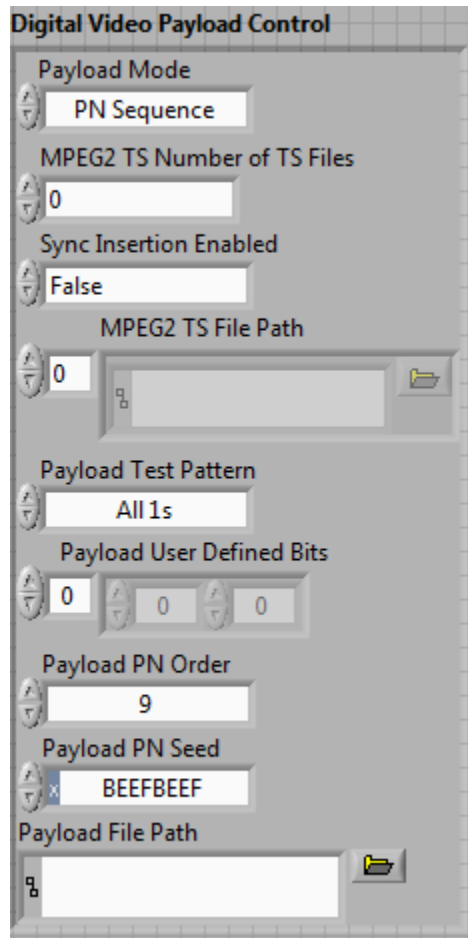 Digital Video Payload Control
Payload Mode
PN Sequence
MPEG2 TS Number of TS Files
0
Sync Insertion Enabled
False
MPEG2 TS File Path
0
Payload Test Pattern
All 1s
Payload User Defined Bits
0 0 0
Payload PN Order
9
Payload PN Seed
x BEEFBEEF
Payload File Path